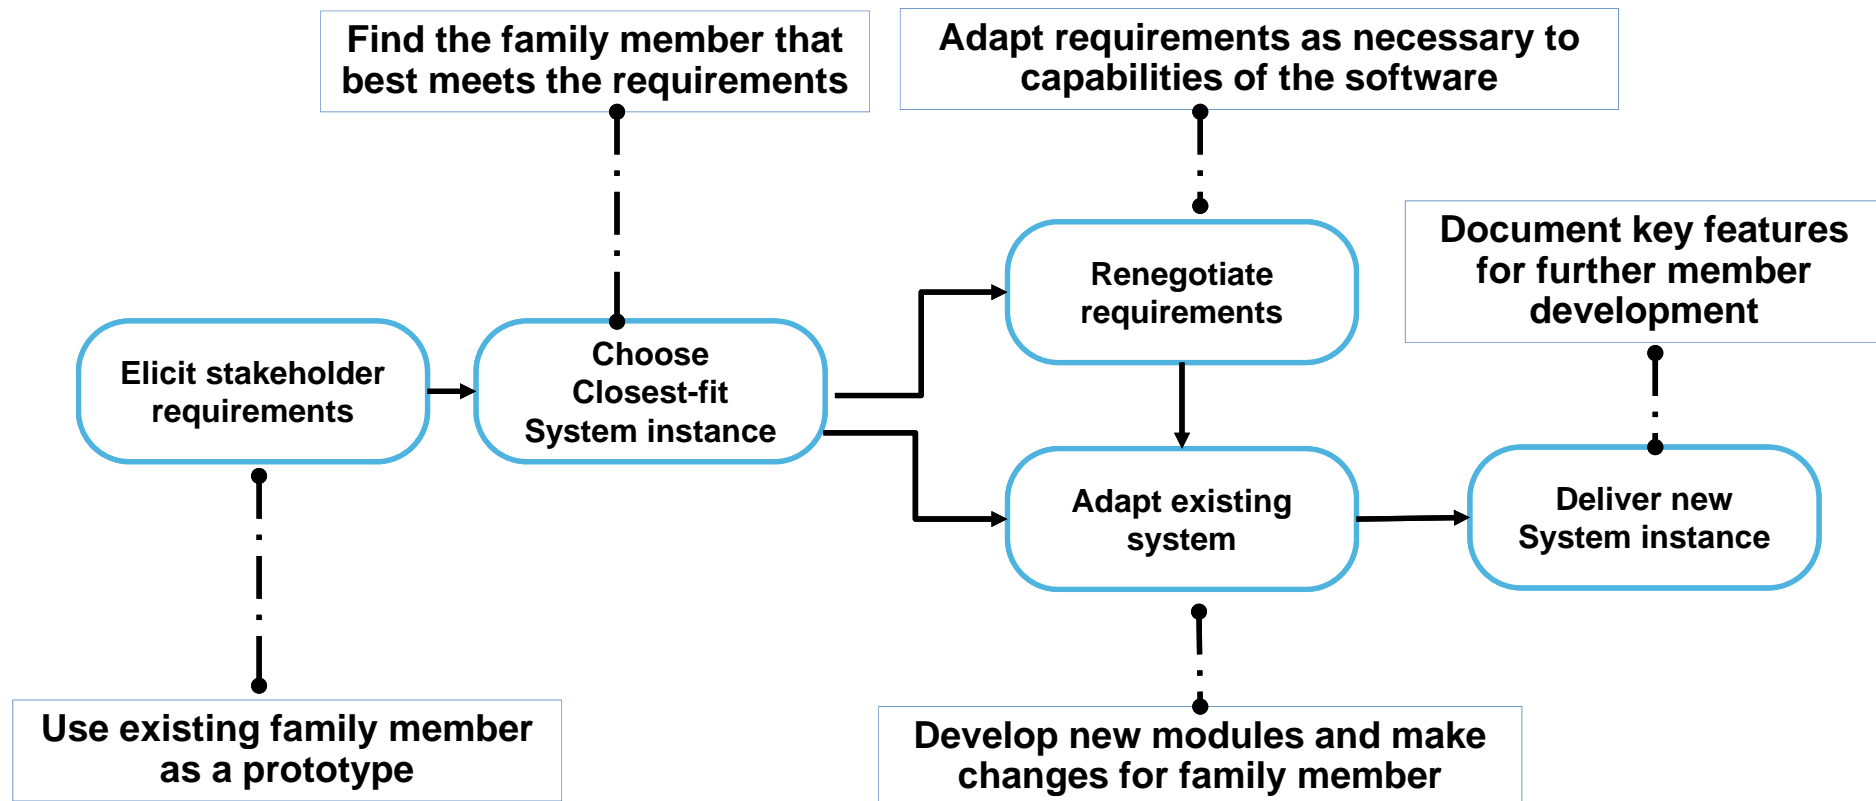 Find the family member that
best meets the requirements
Adapt requirements as necessary to
capabilities of the software
Document key features
for further member
development
Renegotiate
requirements
Elicit stakeholder
requirements
Choose
Closest-fit
System instance
Adapt existing
system
Deliver new
System instance
Use existing family member
as a prototype
Develop new modules and make
changes for family member